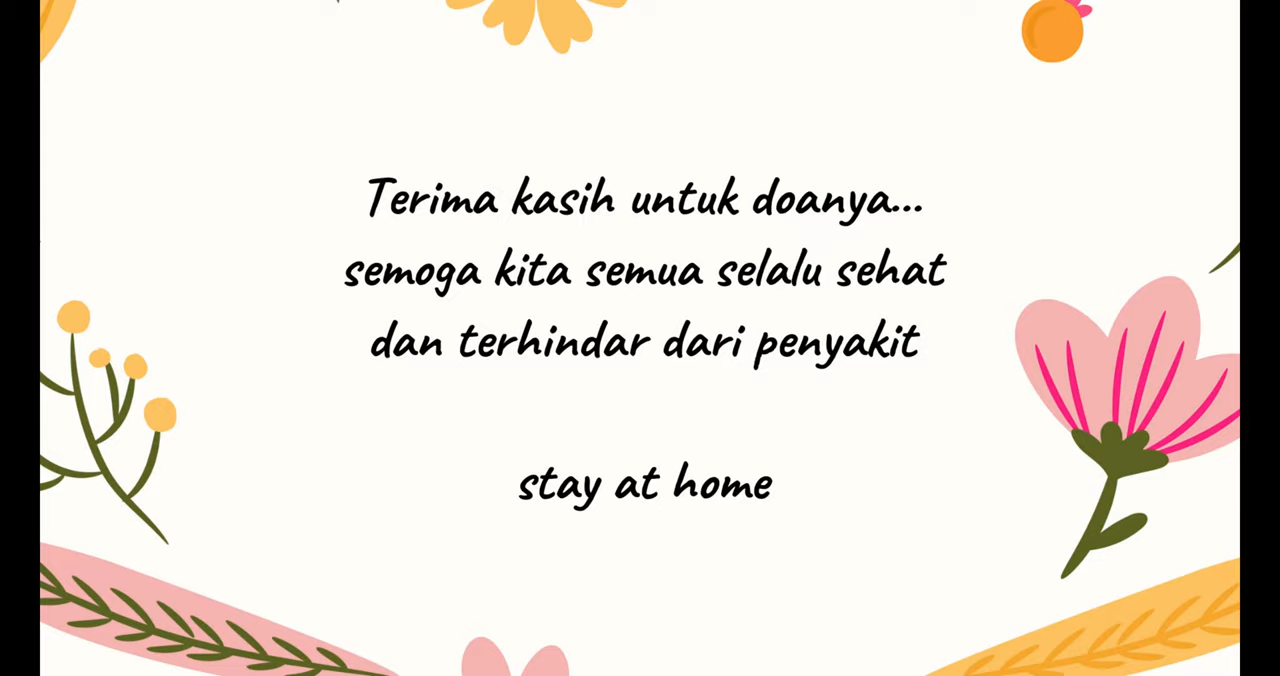 Terima kasih untuk doanya...
semoga kita semua selalu sehat
dan terhindar dari penyakit
stay at home